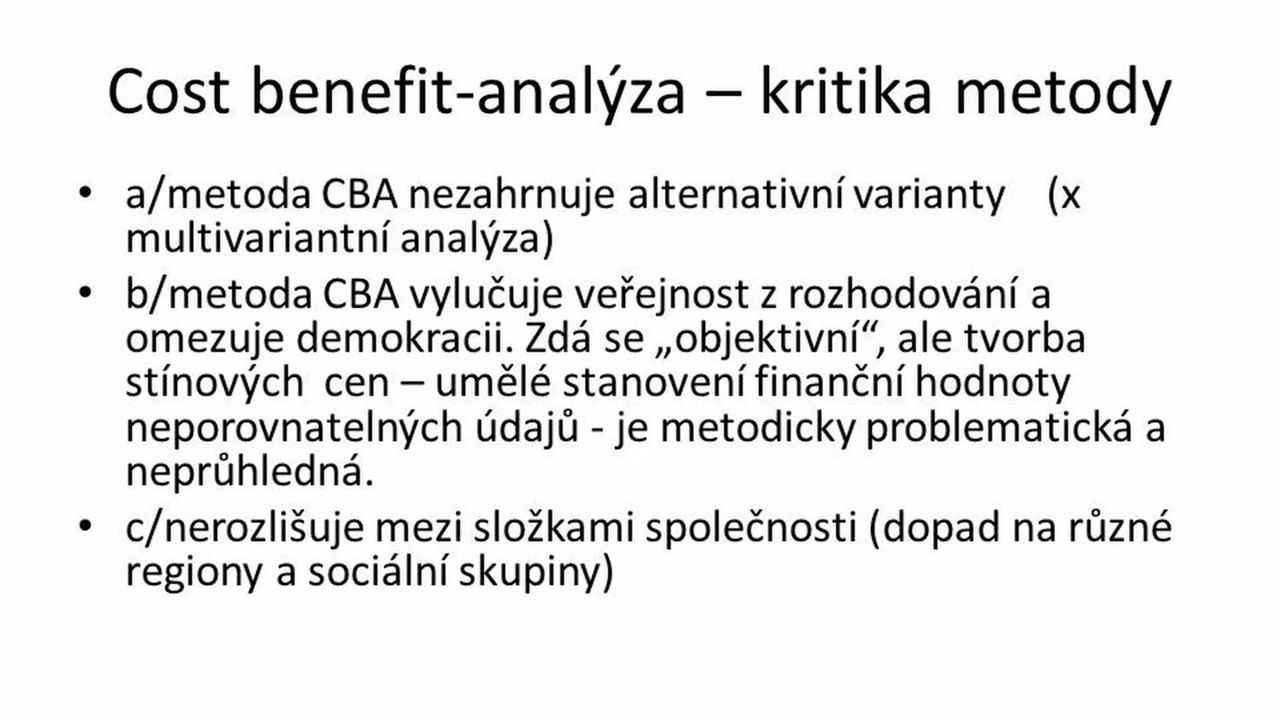 Cost benefit-analýza – kritika metody
• a/metoda CBA nezahrnuje alternativní varianty (x
multivariantní analýza)
• b/metoda CBA vylučuje veřejnost z rozhodování a
omezuje demokracii. Zdá se „objektivní“, ale tvorba
stínových cen – umělé stanovení finanční hodnoty
neporovnatelných údajů - je metodicky problematická a
neprůhledná.
• c/nerozlišuje mezi složkami společnosti (dopad na různé
regiony a sociální skupiny)